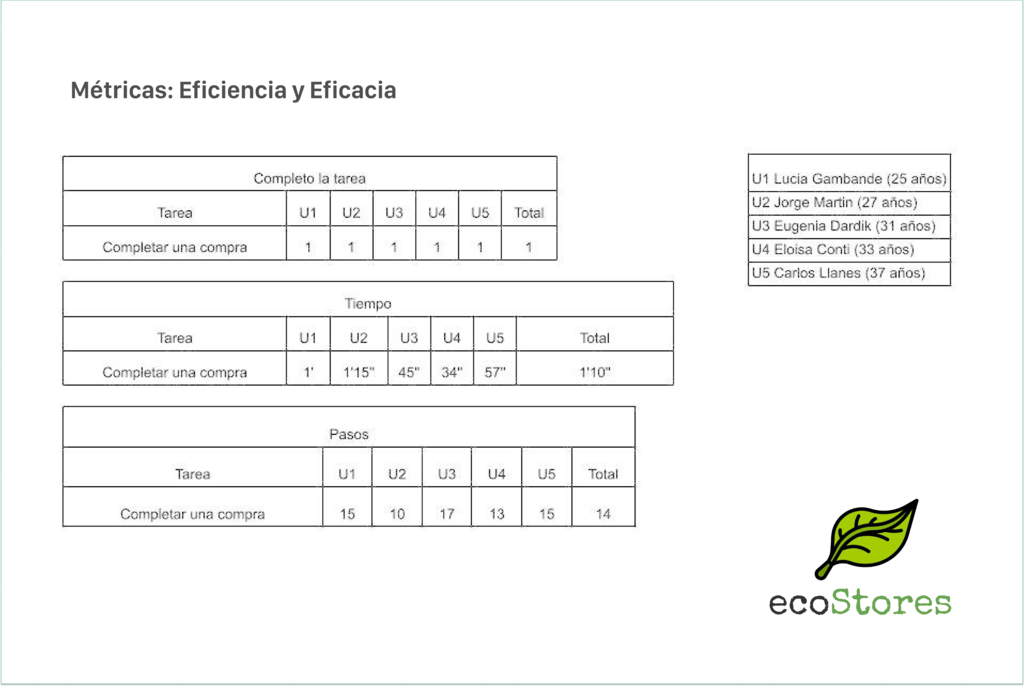 Métricas: Eficiencia y Eficacia
Completo la tarea
Tarea U1 U2 U3 U4 U5 Total
Completar una compra 1 1 1 1 1 1
U1 Lucia Gambande (25 años)
U2 Jorge Martin (27 años)
U3 Eugenia Dardik (31 años)
U4 Eloisa Conti (33 años)
U5 Carlos Llanes (37 años)
Tiempo
Tarea U1 U2 U3 U4 U5 Total
Completar una compra 1' 1'15" 45" 34" 57" 1'10"
Pasos
Tarea U1 U2 U3 U4 U5 Total
Completar una compra 15 10 17 13 15 14
ecoStores